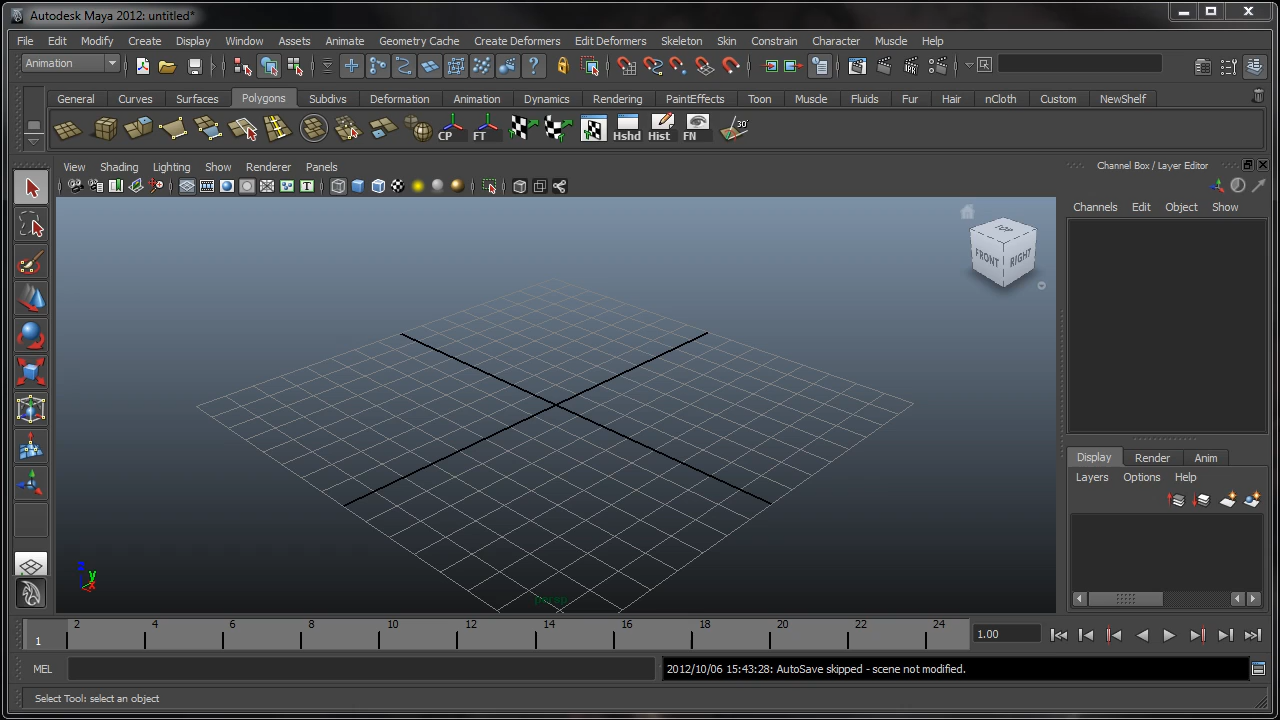 Autodesk Maya 2012: untitled*
File Edit Modify Create Display Window Assets Animate Geometry Cache Create Deformers Edit Deformers Skeleton Skin Constrain Character Muscle Help
Animation
General Curves Surfaces Polygons Subdivs Deformation Animation Dynamics Rendering PaintEffects Toon Muscle Fluids Fur Hair nCloth Custom NewShelf
CP FT Hshd Hist FN 30°
View Shading Lighting Show Renderer Panels
Channel Box / Layer Editor
Channels Edit Object Show
TOP
FRONT RIGHT
Display Render Anim
Layers Options Help
z
y
x
persp
2 4 6 8 10 12 14 16 18 20 22 24
1
1.00
MEL
2012/10/06 15:43:28: AutoSave skipped - scene not modified.
Select Tool: select an object